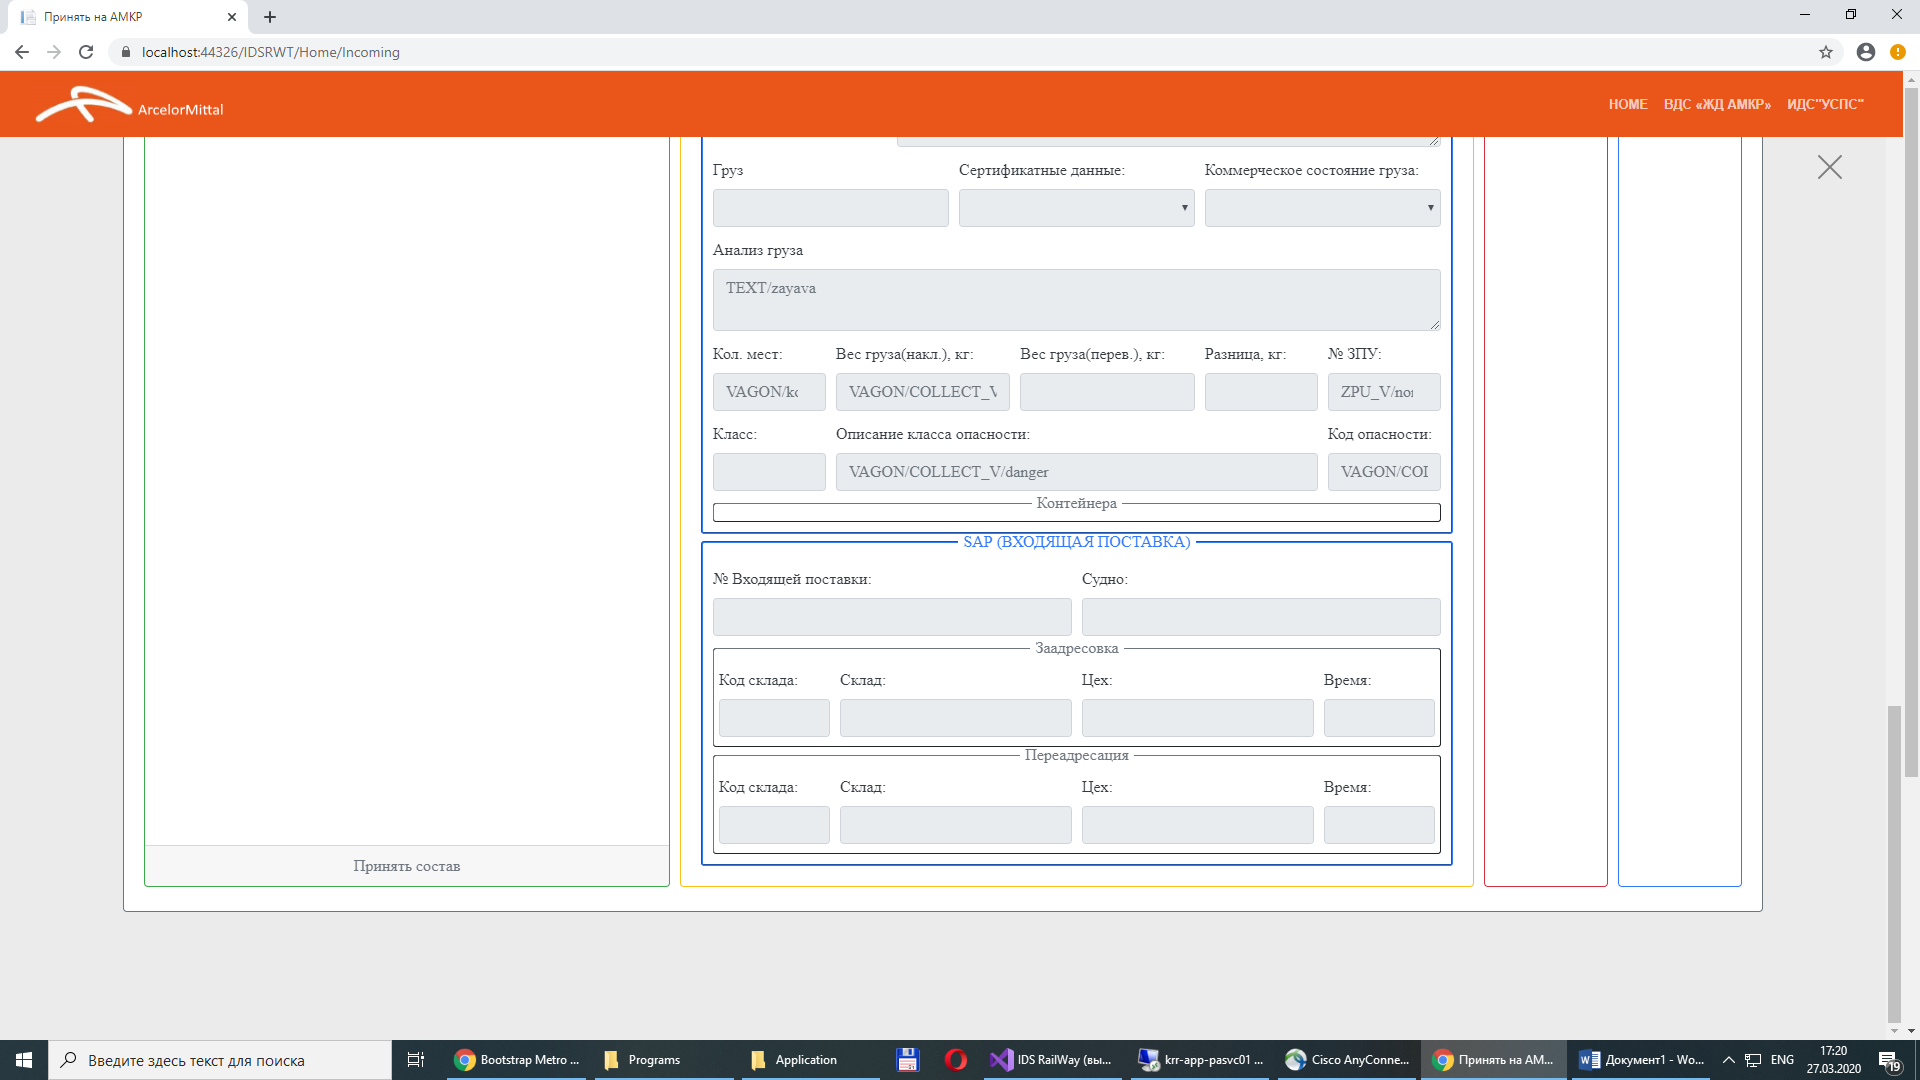 Принять на АМКР
localhost:44326/IDSRWT/Home/Incoming
ArcelorMittal
HOME ВДС «ЖД АМКР» ИДС"УСПС"
Груз Сертификатные данные: Коммерческое состояние груза:
Анализ груза
TEXT/zayava
Кол. мест: Вес груза(накл.), кг: Вес груза(перев.), кг: Разница, кг: № ЗПУ:
VAGON/ko VAGON/COLLECT_V ZPU_V/no
Класс: Описание класса опасности: Код опасности:
VAGON/COLLECT_V/danger VAGON/COL
Контейнера
SAP (ВХОДЯЩАЯ ПОСТАВКА)
№ Входящей поставки: Судно:
Заадресовка
Код склада: Склад: Цех: Время:
Переадресация
Код склада: Склад: Цех: Время:
Принять состав
Введите здесь текст для поиска
Bootstrap Metro ... Programs Application IDS RailWay (вы... krr-app-pasvc01 ... Cisco AnyConne... Принять на АМ... Документ1 - Wo... ENG
17:20
27.03.2020
19